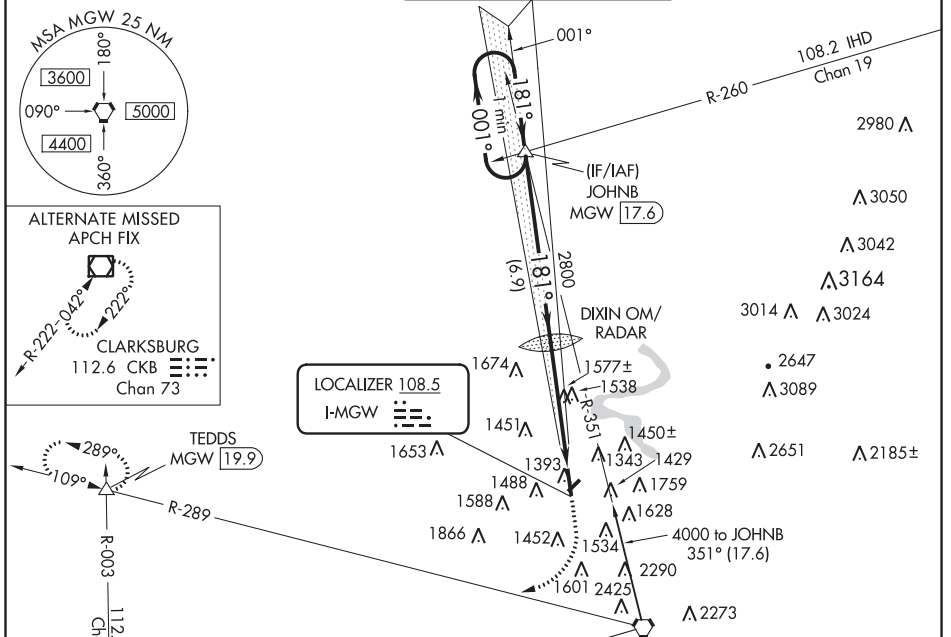 MSA MGW 25 NM
180°
3600
090°
5000
4400
360°
ALTERNATE MISSED
APCH FIX
R-222
042°
222°
CLARKSBURG
112.6 CKB
Chan 73
001°
108.2 IHD
Chan 19
R-260
181°
1 min
001°
(IF/IAF)
JOHNB
MGW 17.6
2800
181°
(6.9)
DIXIN OM/
RADAR
2980
3050
3042
3164
3014
3024
2647
3089
2651
2185±
LOCALIZER 108.5
I-MGW
1674
1577±
1538
R-351
1451
1450±
1653
1393
1343
1429
1488
1759
1588
1628
1866
1452
1534
4000 to JOHNB
351° (17.6)
2290
1601
2425
2273
TEDDS
MGW 19.9
289°
109°
R-289
R-003
112.
Ch